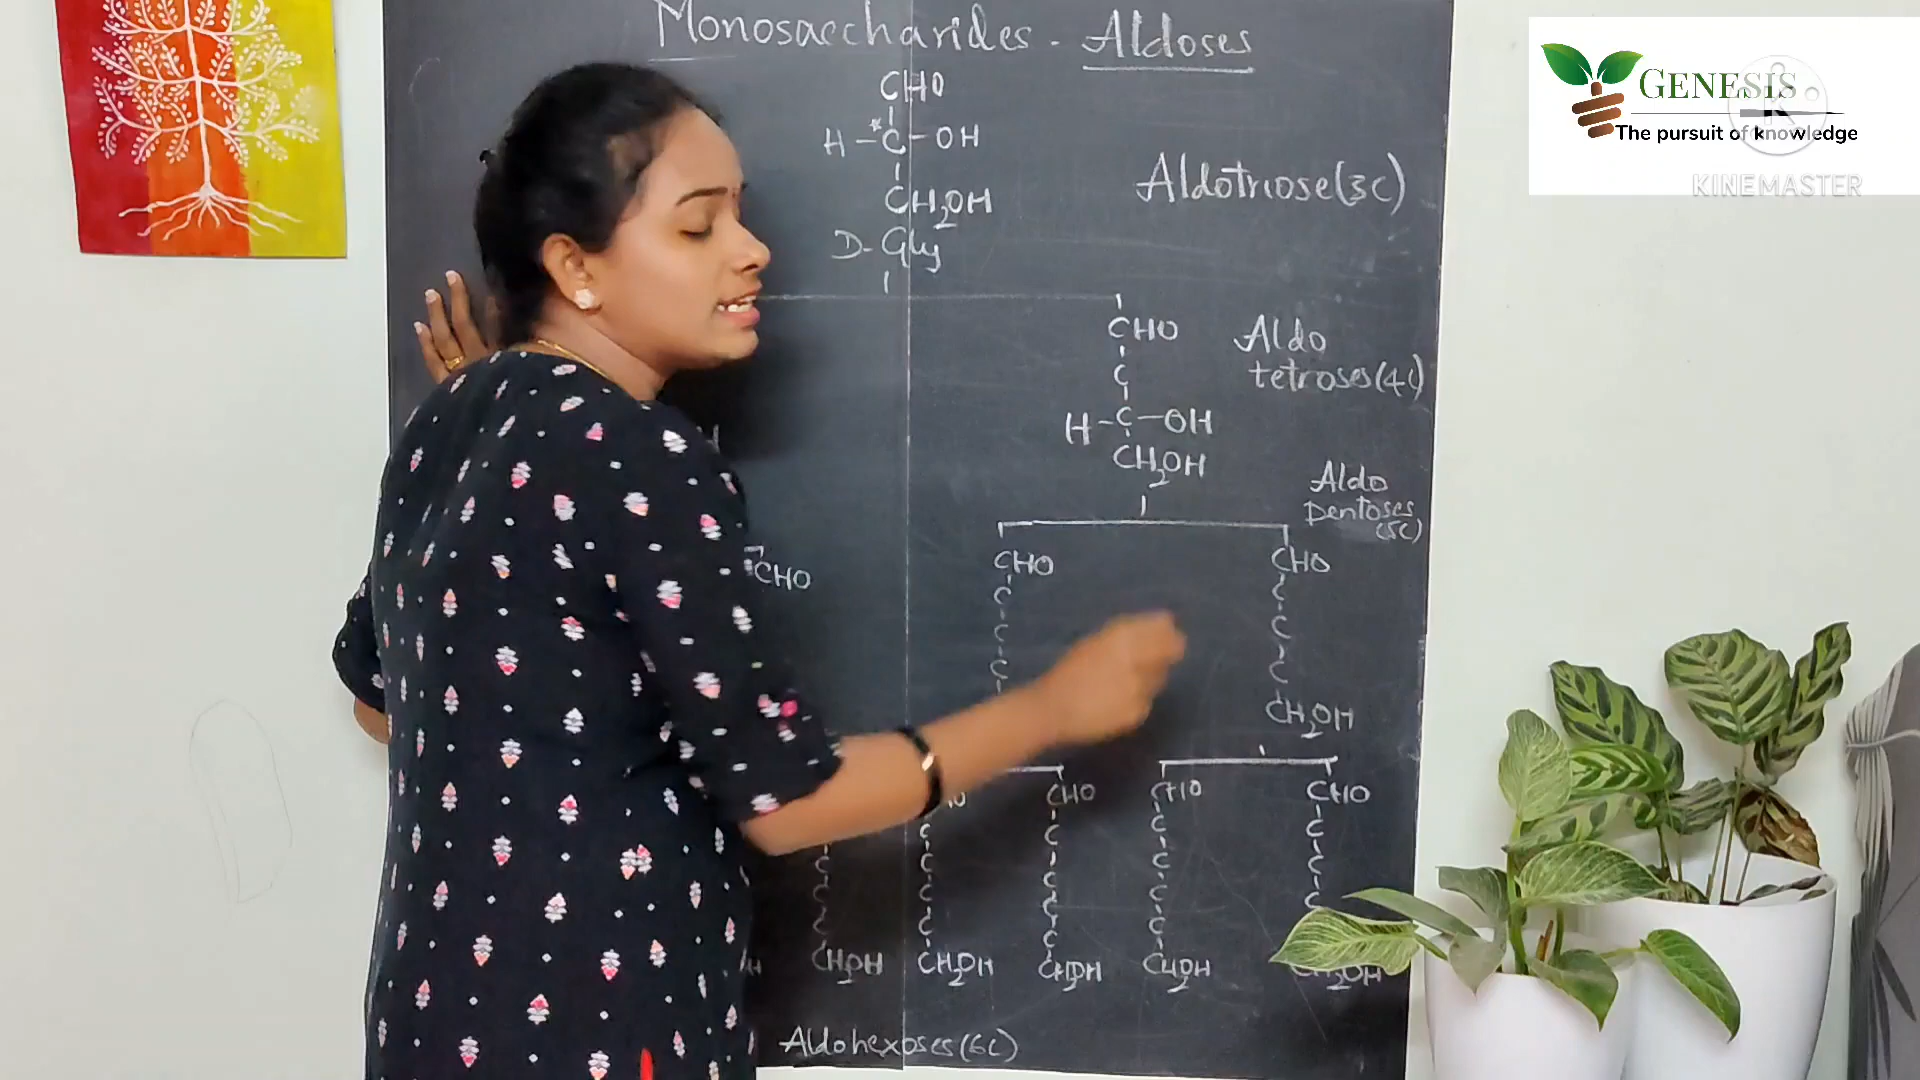 Monosaccharides - Aldoses
CHO
H-*C-OH
CH2OH
D-Gly
Aldotriose(3C)
CHO
C
H-C-OH
CH2OH
Aldo
tetroses(4C)
Aldo
Pentoses
(5C)
CHO
CHO
C
C
C
CHO
C
C
C
CH2OH
CHO
C
C
C
C
CH2OH
CHO
C
C
C
C
CH2OH
CHO
C
C
C
CH2OH
C
C
C
CH2OH
C
C
C
C
CH2OH
Aldohexoses(6C)
GENESIS
The pursuit of knowledge
KINEMASTER